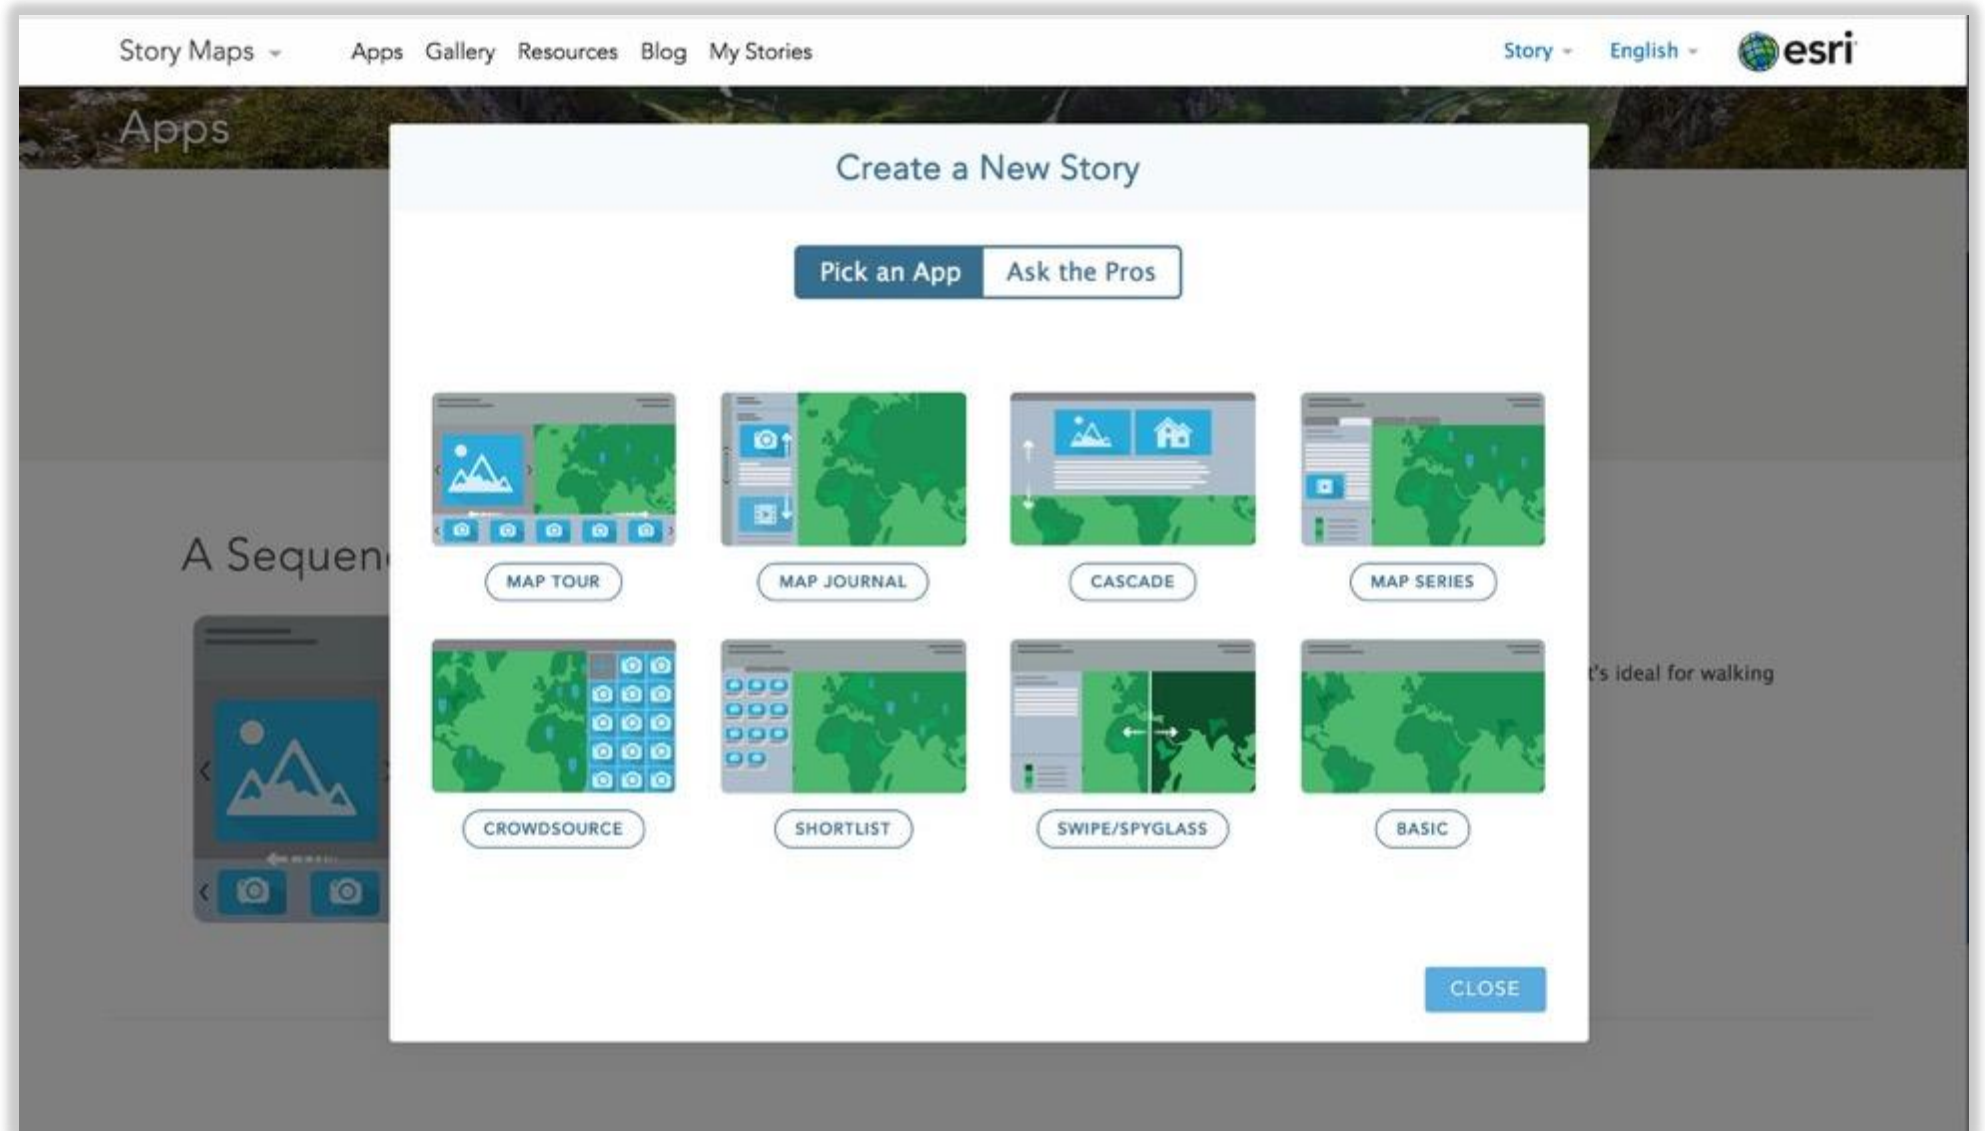 Story Maps Apps Gallery Resources Blog My Stories Story English esri
Apps
Create a New Story
Pick an App Ask the Pros
A Sequen
MAP TOUR MAP JOURNAL CASCADE MAP SERIES
t's ideal for walking
CROWDSOURCE SHORTLIST SWIPE/SPYGLASS BASIC
CLOSE